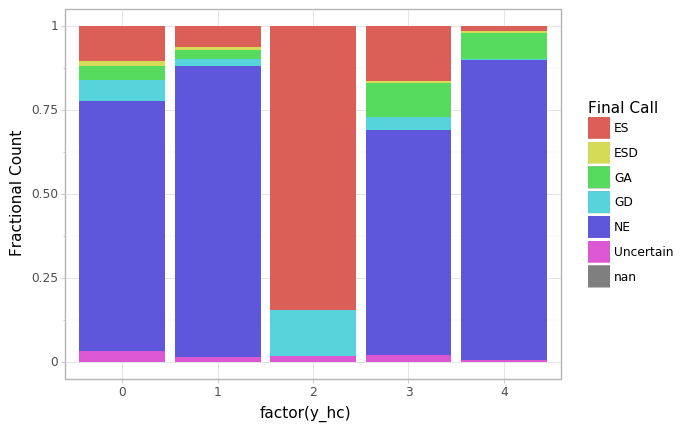 1
0.75
0.50
0.25
0
Fractional Count
0 1 2 3 4
factor(y_hc)
Final Call
ES
ESD
GA
GD
NE
Uncertain
nan